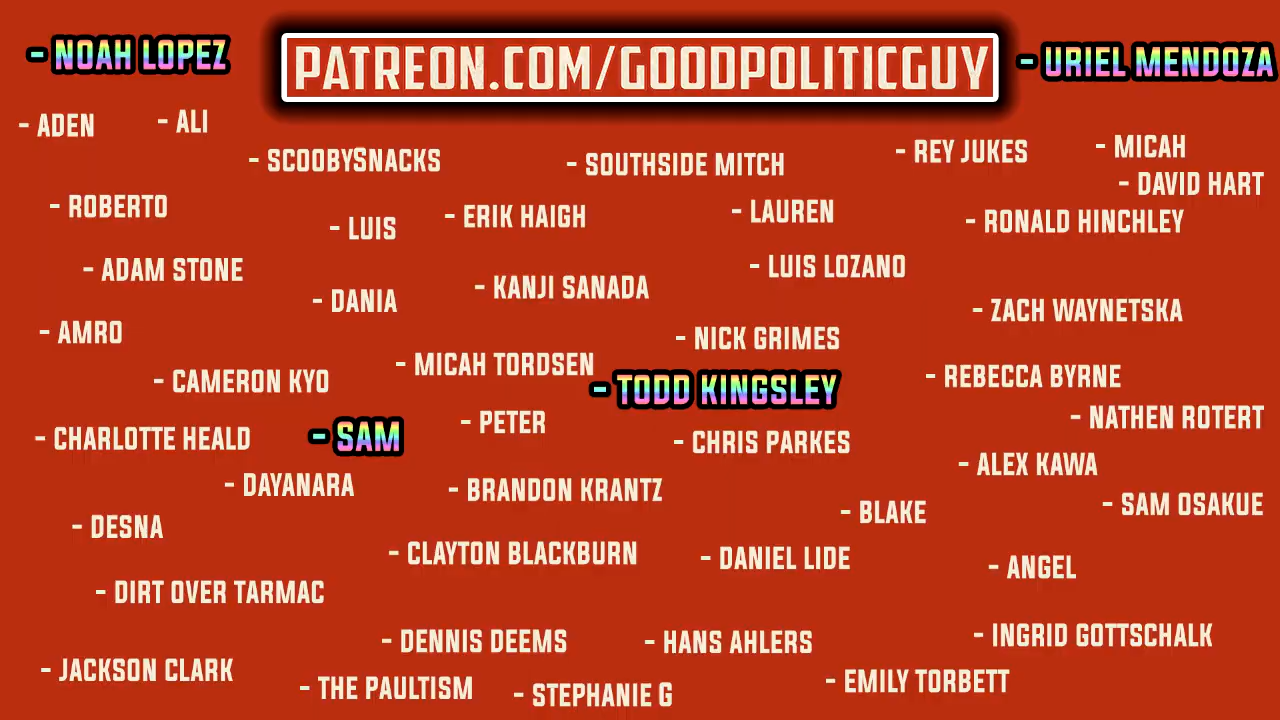 - NOAH LOPEZ
PATREON.COM/GOODPOLITICGUY
- URIEL MENDOZA
- ADEN
- ALI
- SCOOBYSNACKS
- SOUTHSIDE MITCH
- REY JUKES
- MICAH
- DAVID HART
- ROBERTO
- LUIS
- ERIK HAIGH
- LAUREN
- RONALD HINCHLEY
- ADAM STONE
- DANIA
- KANJI SANADA
- LUIS LOZANO
- ZACH WAYNETSKA
- AMRO
- NICK GRIMES
- MICAH TORDSEN
- CAMERON KYO
- TODD KINGSLEY
- REBECCA BYRNE
- NATHEN ROTERT
- CHARLOTTE HEALD
- SAM
- PETER
- CHRIS PARKES
- ALEX KAWA
- DAYANARA
- BRANDON KRANTZ
- BLAKE
- SAM OSAKUE
- DESNA
- CLAYTON BLACKBURN
- DANIEL LIDE
- ANGEL
- DIRT OVER TARMAC
- DENNIS DEEMS
- HANS AHLERS
- INGRID GOTTSCHALK
- JACKSON CLARK
- THE PAULTISM
- STEPHANIE G
- EMILY TORBETT